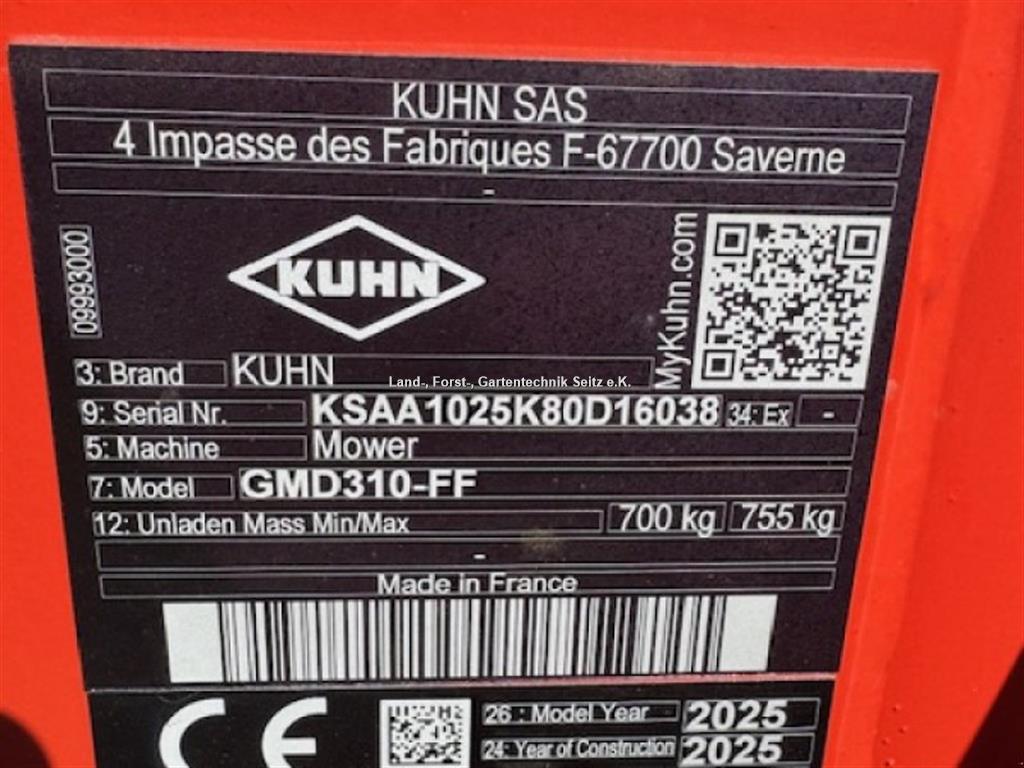 KUHN SAS
4 Impasse des Fabriques F-67700 Saverne
-
09993000
KUHN
MyKuhn.com
3: Brand KUHN
Land-, Forst-, Gartentechnik Seitz e.K.
9: Serial Nr. KSAA1025K80D16038 34: Ex -
5: Machine Mower
7: Model GMD310-FF
12: Unladen Mass Min/Max 700 kg 755 kg
-
Made in France
CE
26 : Model Year 2025
24: Year of Construction 2025